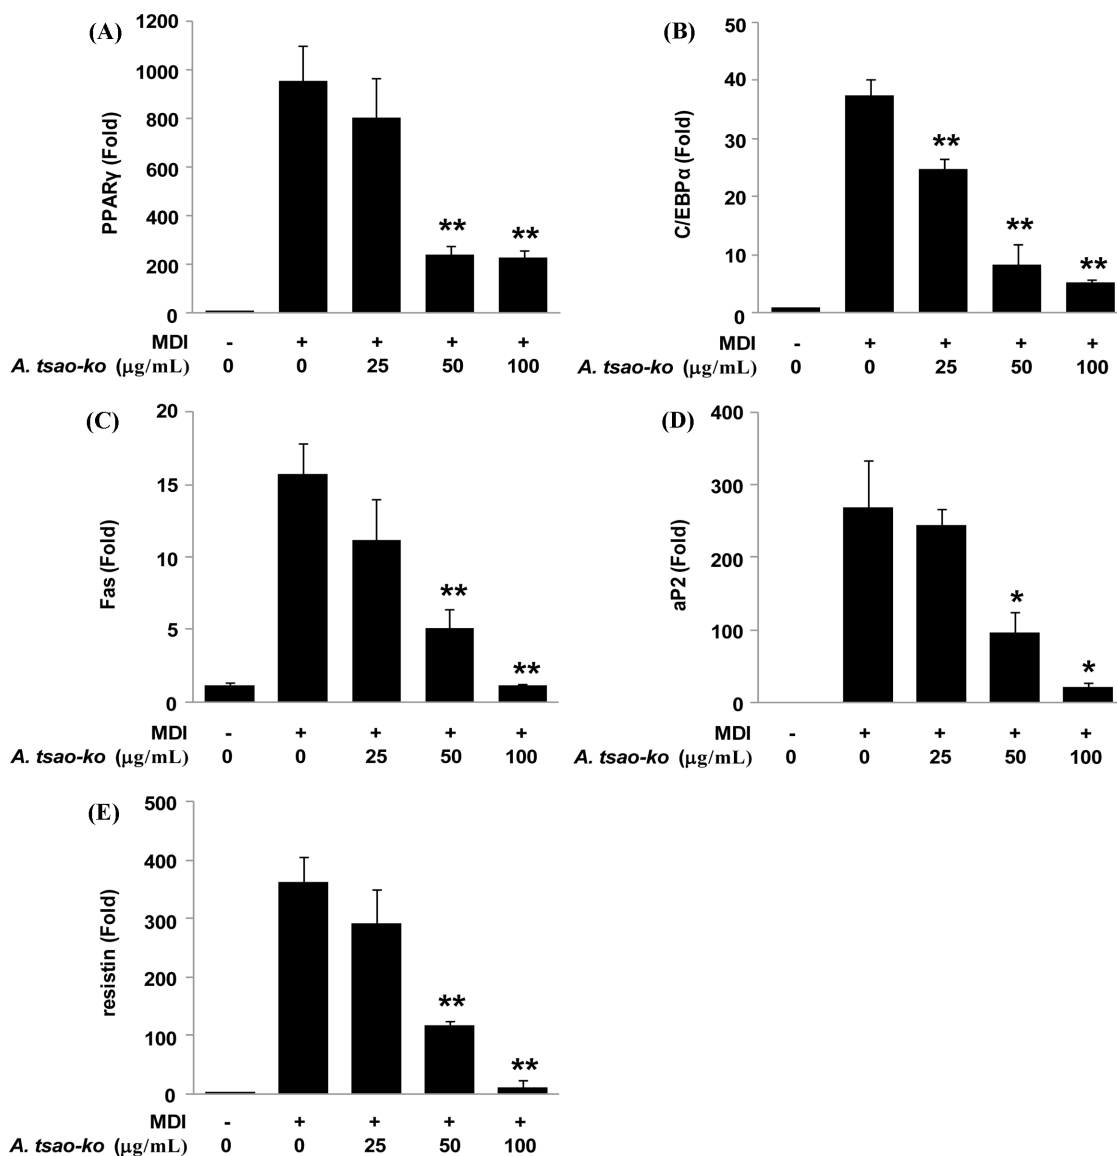 (A)
PPARγ (Fold)
1200
1000
800
600
400
200
0
**
**
MDI - + + + +
A. tsao-ko (μg/mL) 0 0 25 50 100
(B)
C/EBPα (Fold)
50
40
30
20
10
0
**
**
**
MDI - + + + +
A. tsao-ko (μg/mL) 0 0 25 50 100
(C)
Fas (Fold)
20
15
10
5
0
**
**
MDI - + + + +
A. tsao-ko (μg/mL) 0 0 25 50 100
(D)
aP2 (Fold)
400
300
200
100
0
*
*
MDI - + + + +
A. tsao-ko (μg/mL) 0 0 25 50 100
(E)
resistin (Fold)
500
400
300
200
100
0
**
**
MDI - + + + +
A. tsao-ko (μg/mL) 0 0 25 50 100